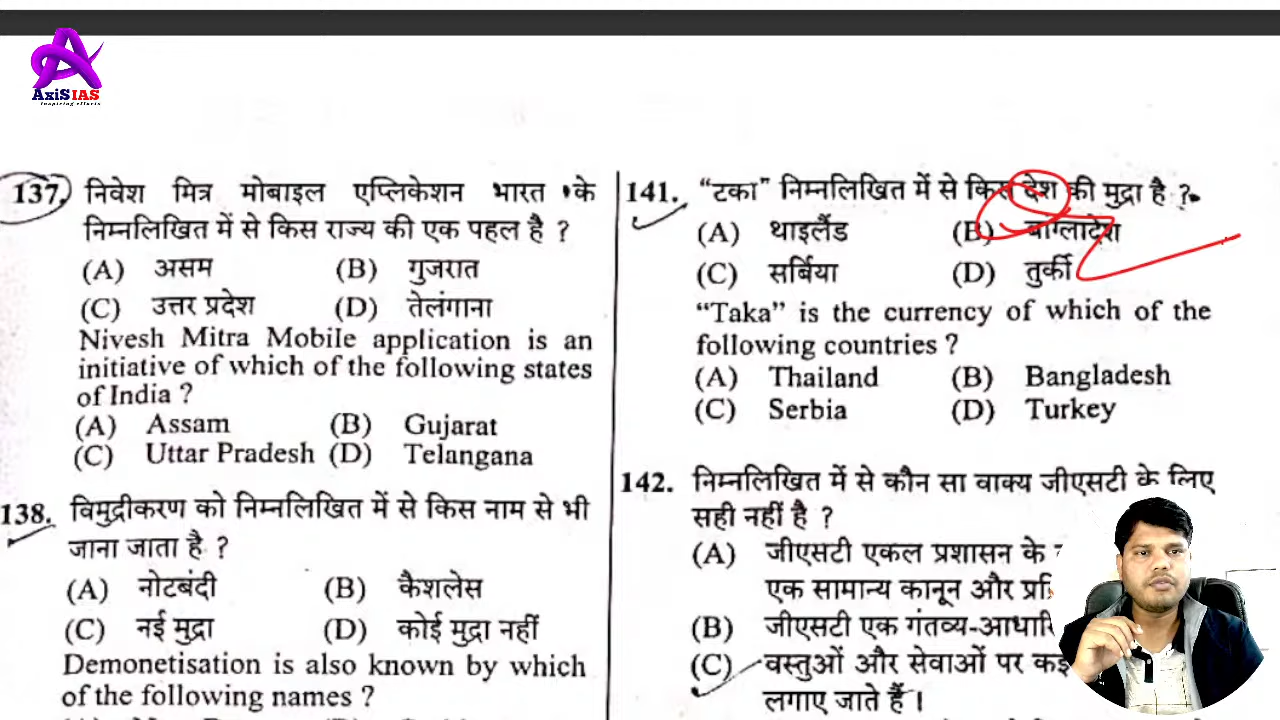 AxiS IAS
inspiring efforts
137. निवेश मित्र मोबाइल एप्लिकेशन भारत के
निम्नलिखित में से किस राज्य की एक पहल है ?
(A) असम (B) गुजरात
(C) उत्तर प्रदेश (D) तेलंगाना
Nivesh Mitra Mobile application is an
initiative of which of the following states
of India ?
(A) Assam (B) Gujarat
(C) Uttar Pradesh (D) Telangana
138. विमुद्रीकरण को निम्नलिखित में से किस नाम से भी
जाना जाता है ?
(A) नोटबंदी (B) कैशलेस
(C) नई मुद्रा (D) कोई मुद्रा नहीं
Demonetisation is also known by which
of the following names ?
141. “टका” निम्नलिखित में से किस देश की मुद्रा है ?
(A) थाइलैंड (B) बांग्लादेश
(C) सर्बिया (D) तुर्की
“Taka” is the currency of which of the
following countries ?
(A) Thailand (B) Bangladesh
(C) Serbia (D) Turkey
142. निम्नलिखित में से कौन सा वाक्य जीएसटी के लिए
सही नहीं है ?
(A) जीएसटी एकल प्रशासन के
एक सामान्य कानून और
(B) जीएसटी एक
(C) वस्तुओं और सेवाओं पर
लगाए जाते हैं ।